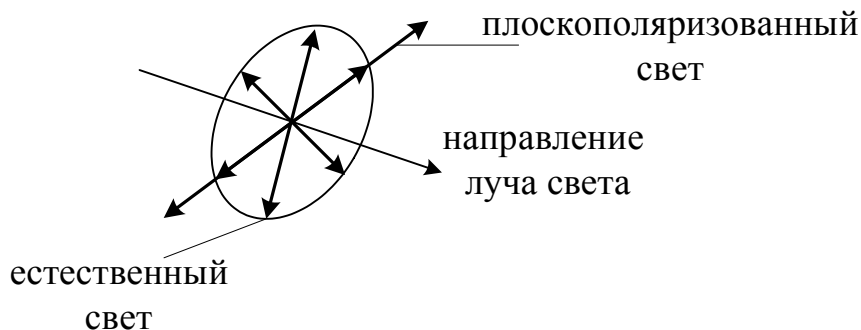 плоскополяризованный
свет
направление
луча света
естественный
свет